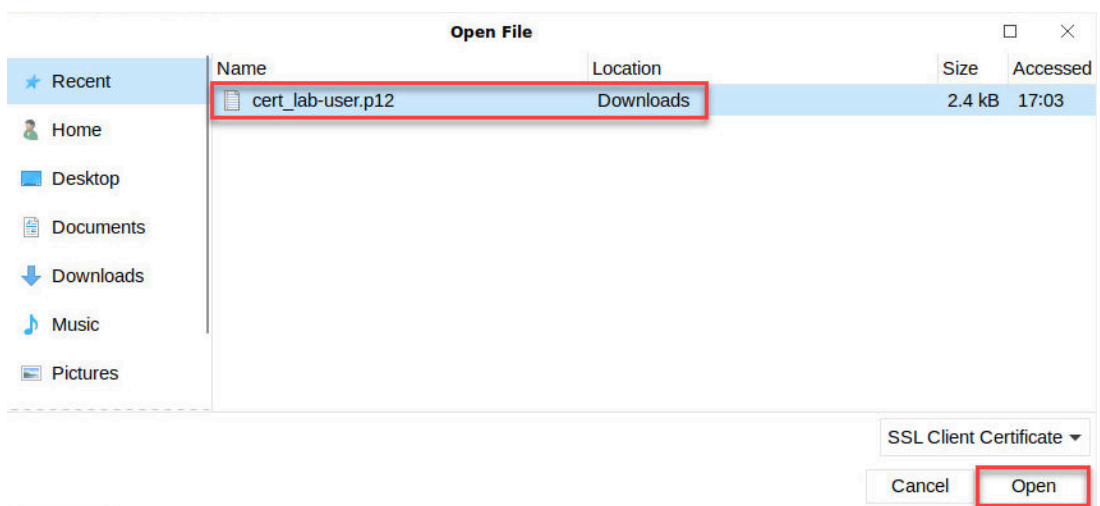 Open File
Recent
Home
Desktop
Documents
Downloads
Music
Pictures
Name Location Size Accessed
cert_lab-user.p12 Downloads 2.4 kB 17:03
SSL Client Certificate
Cancel Open